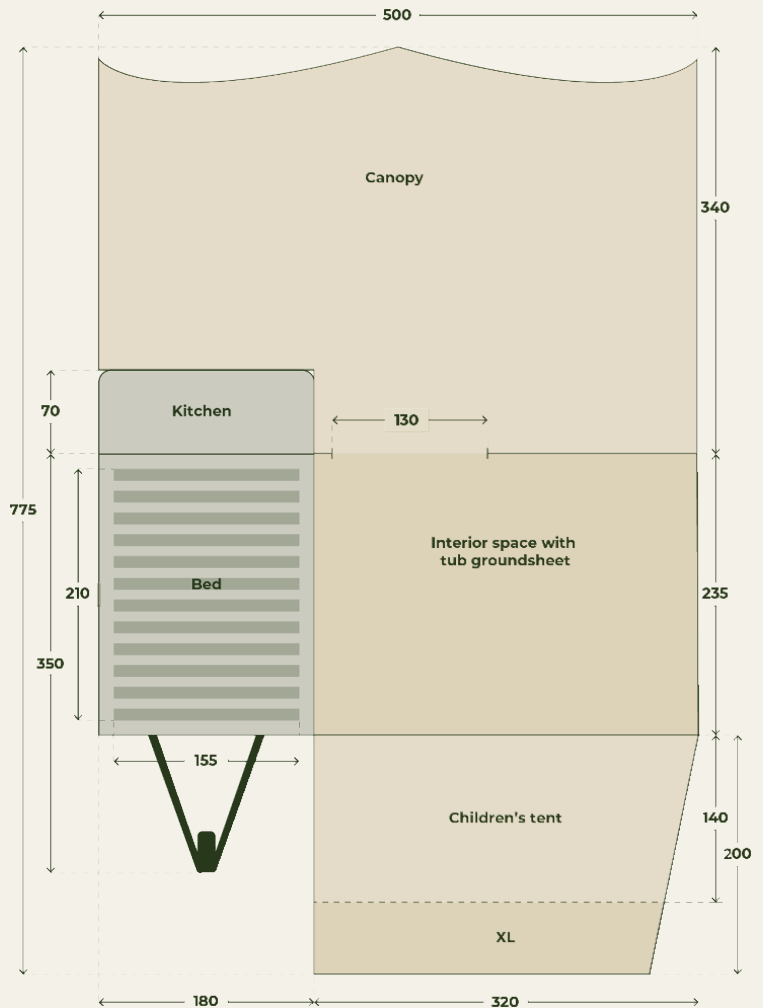 500
Canopy
340
Kitchen
70
130
775
Interior space with
tub groundsheet
Bed
210
235
350
155
Children's tent
140
200
XL
180
320